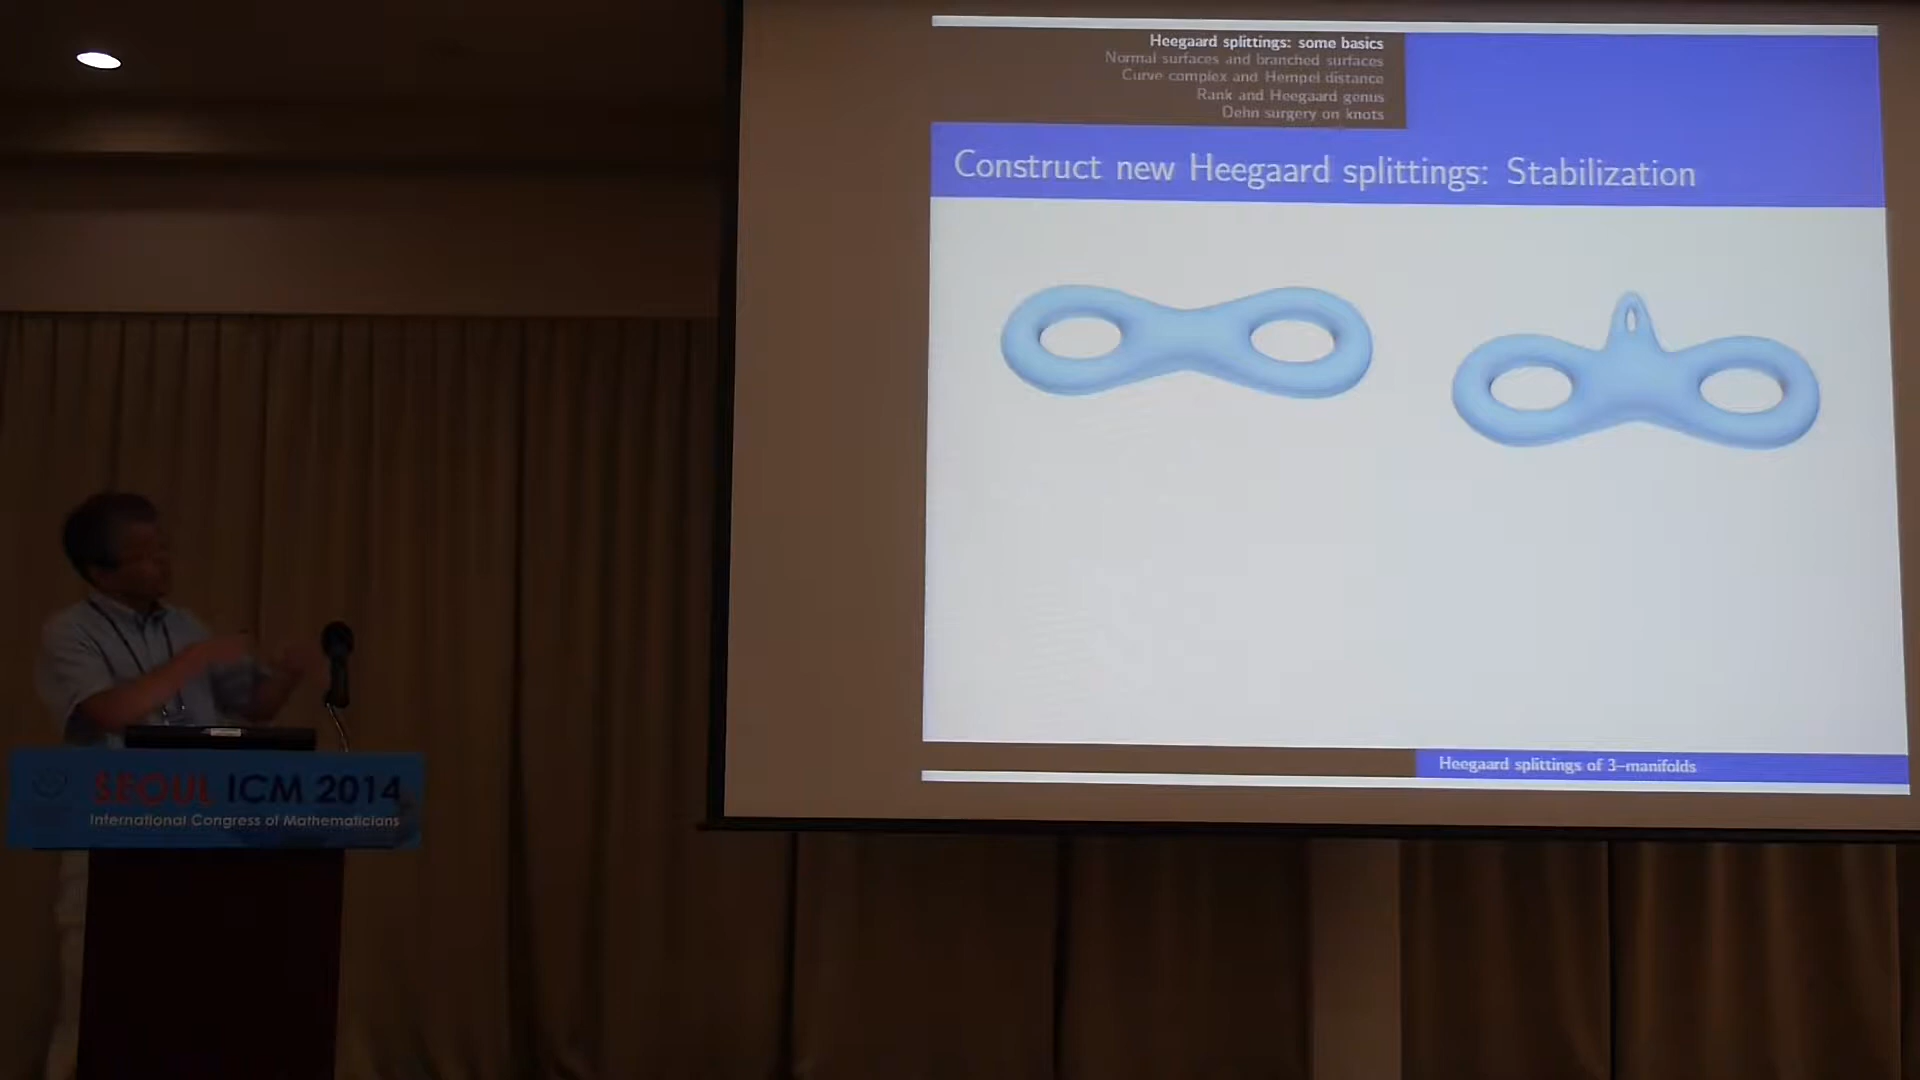 Heegaard splittings: some basics
Normal surfaces and branched surfaces
Curve complex and Hempel distance
Rank and Heegaard genus
Dehn surgery on knots
Construct new Heegaard splittings: Stabilization
Heegaard splittings of 3–manifolds
SEOUL ICM 2014
International Congress of Mathematicians